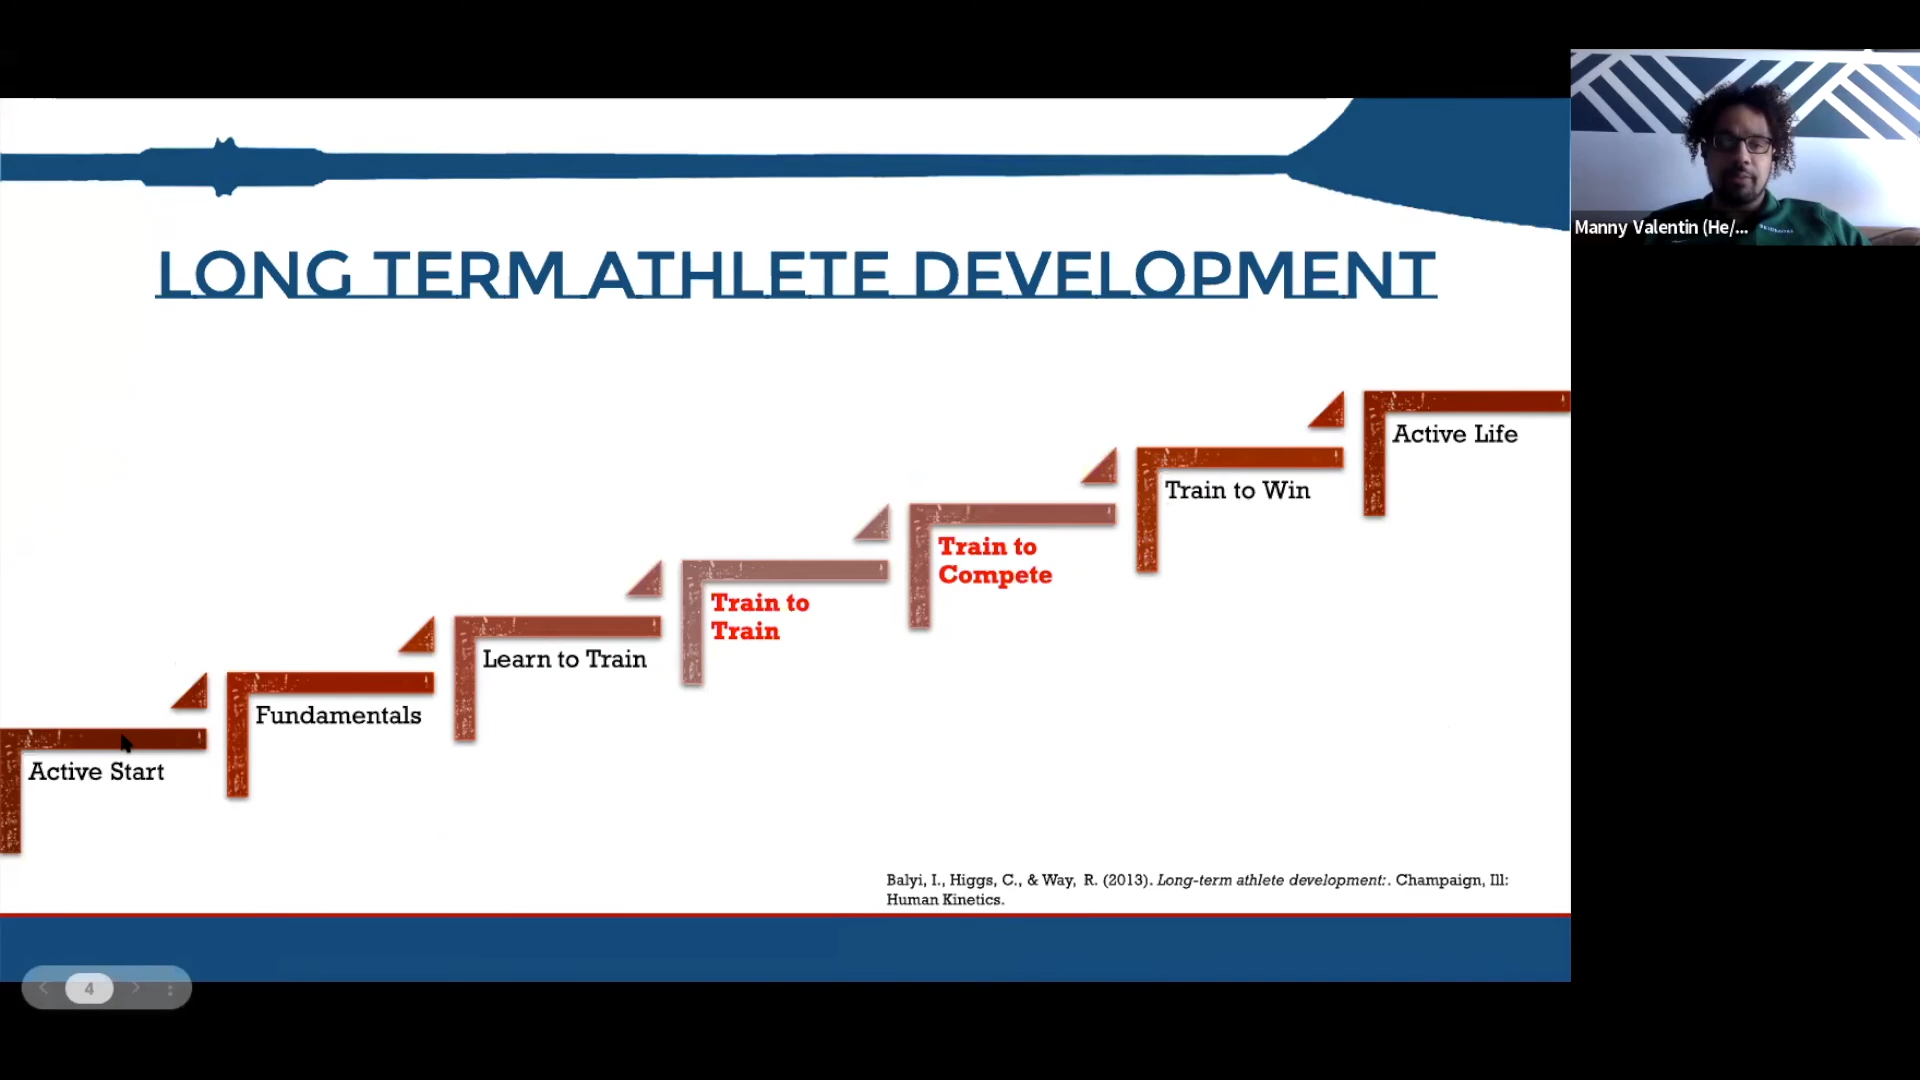 LONG TERM ATHLETE DEVELOPMENT
Manny Valentin (He/...
Active Life
Train to Win
Train to
Compete
Train to
Train
Learn to Train
Fundamentals
Active Start
Balyi, I., Higgs, C., & Way, R. (2013). Long-term athlete development:. Champaign, Ill:
Human Kinetics.
4